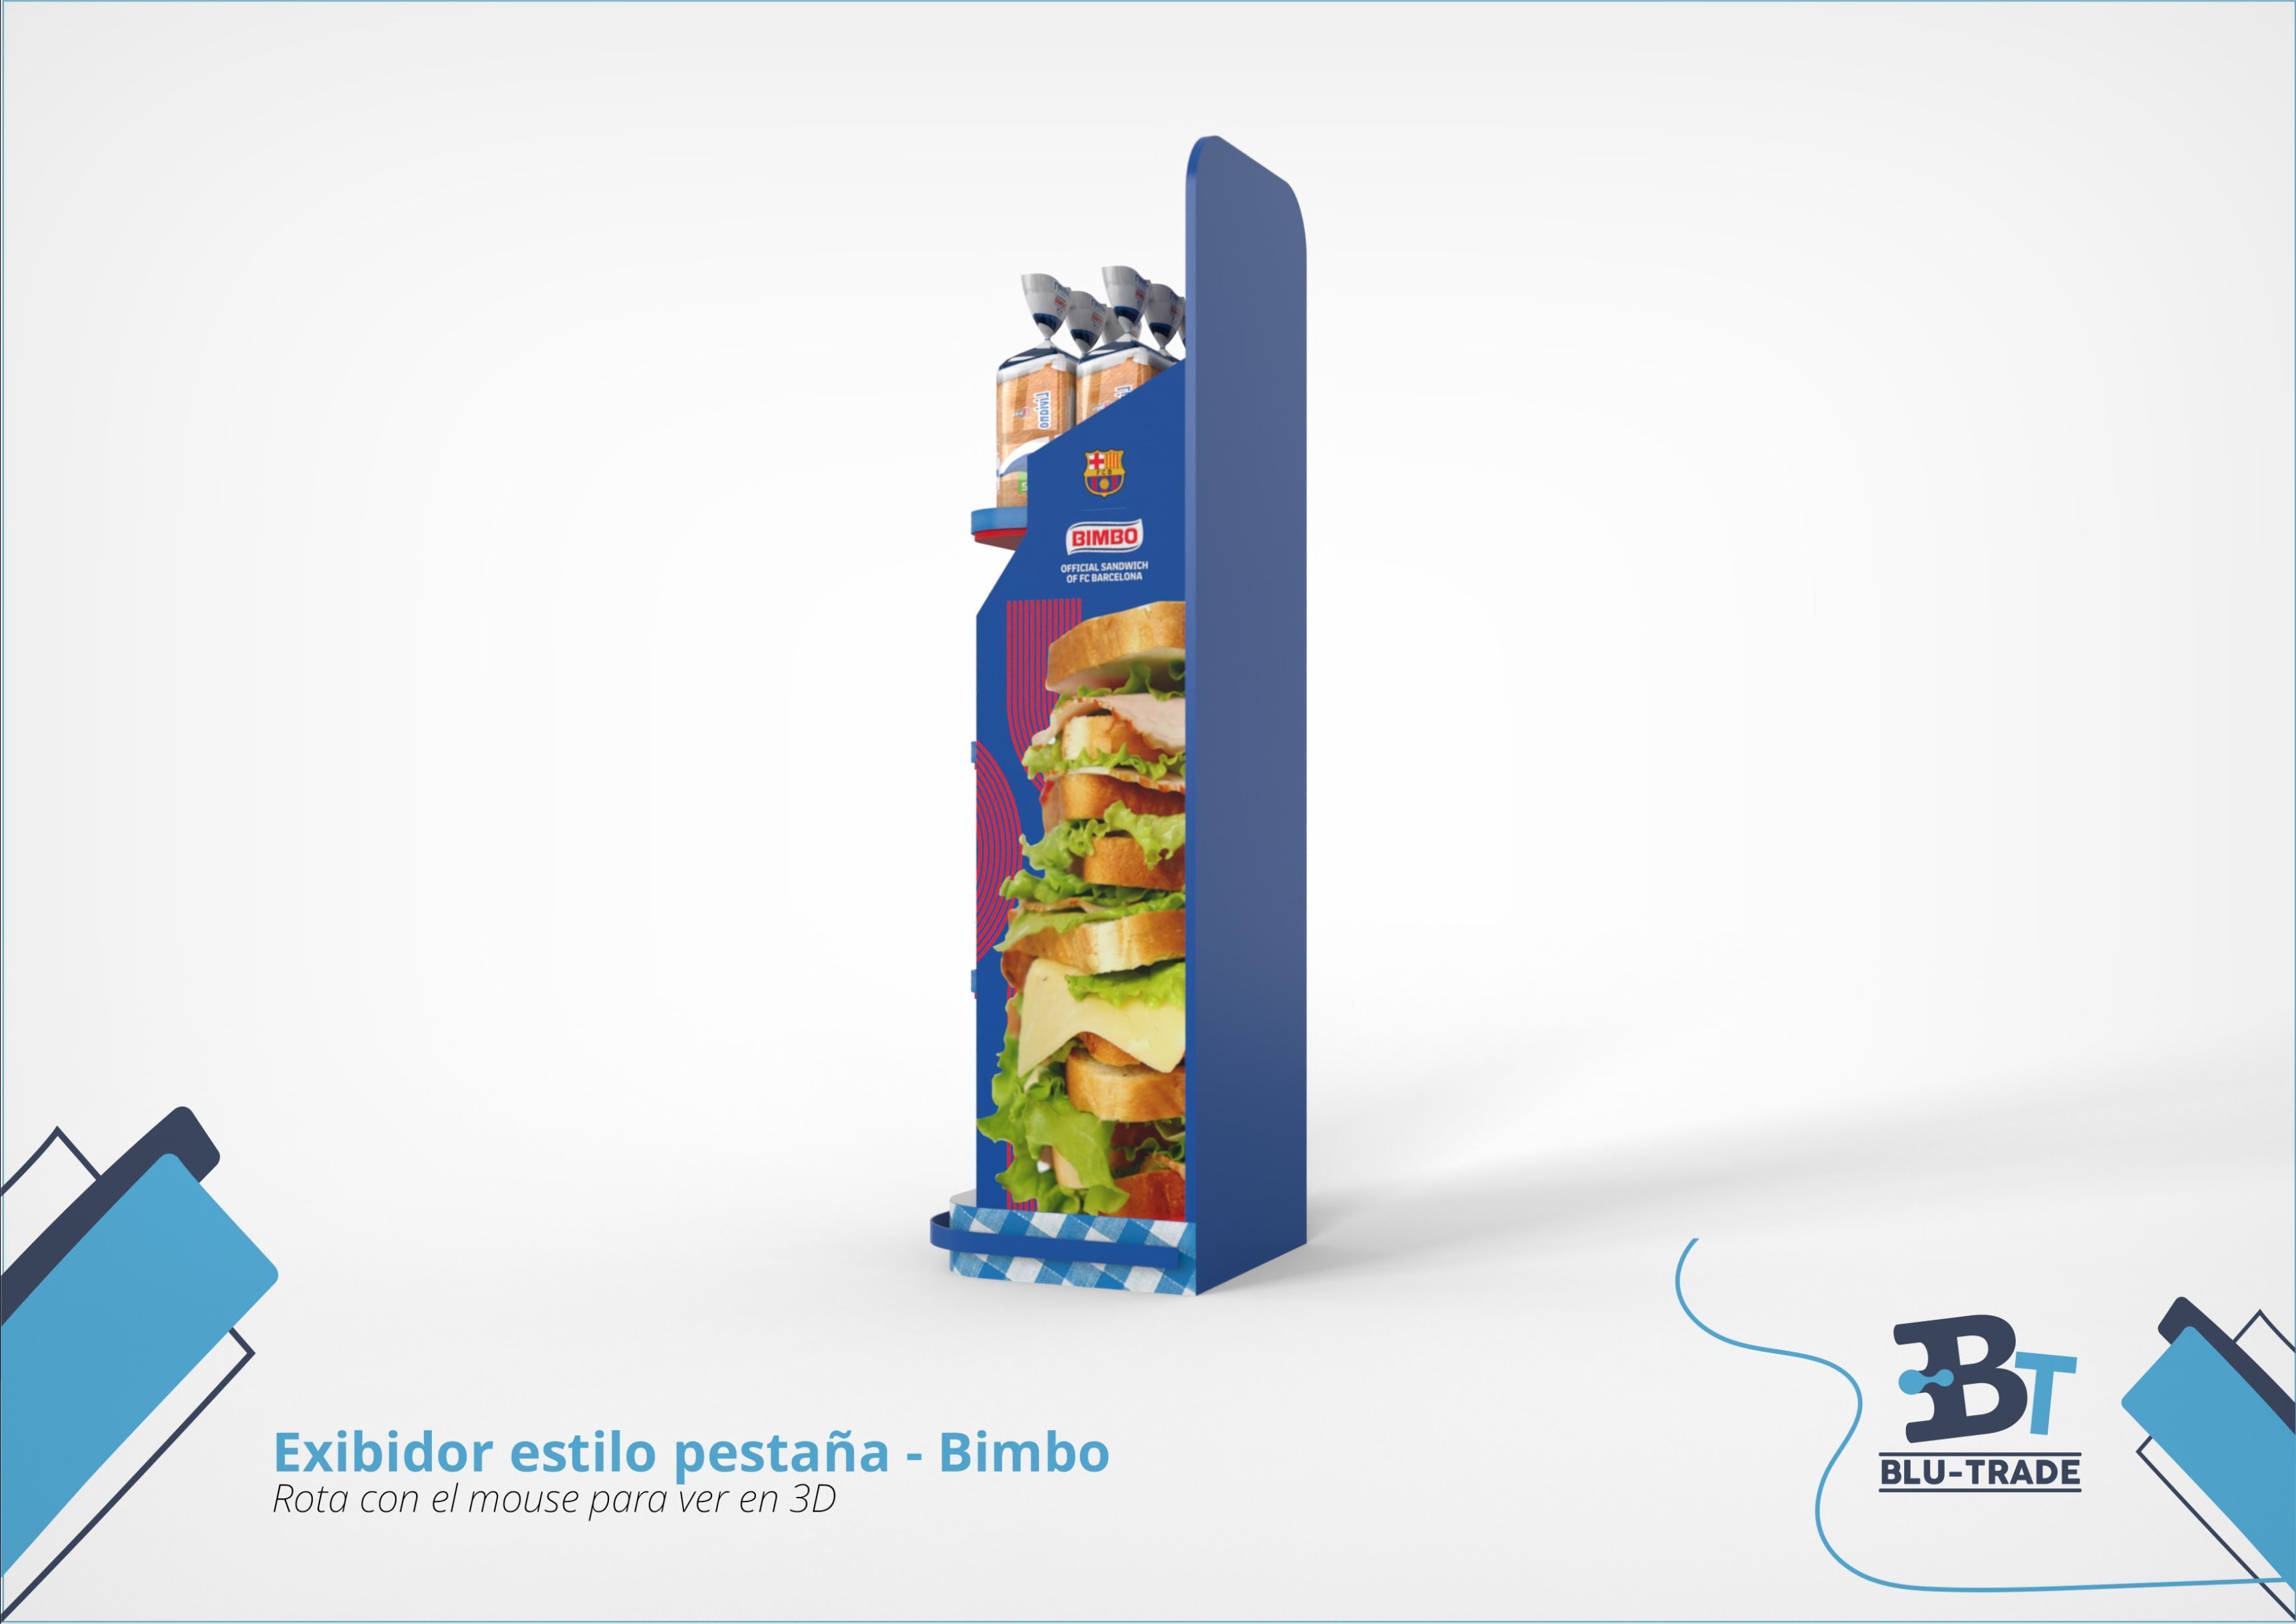 FCB
BIMBO
OFFICIAL SANDWICH
OF FC BARCELONA
Exibidor estilo pestaña - Bimbo
Rota con el mouse para ver en 3D
BT
BLU-TRADE